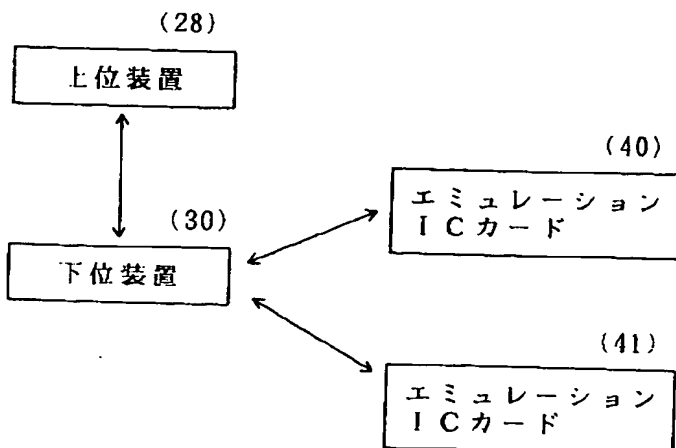 (28)
上位装置
(30)
下位装置
(40)
エミュレーション
ICカード
(41)
エミュレーション
ICカード